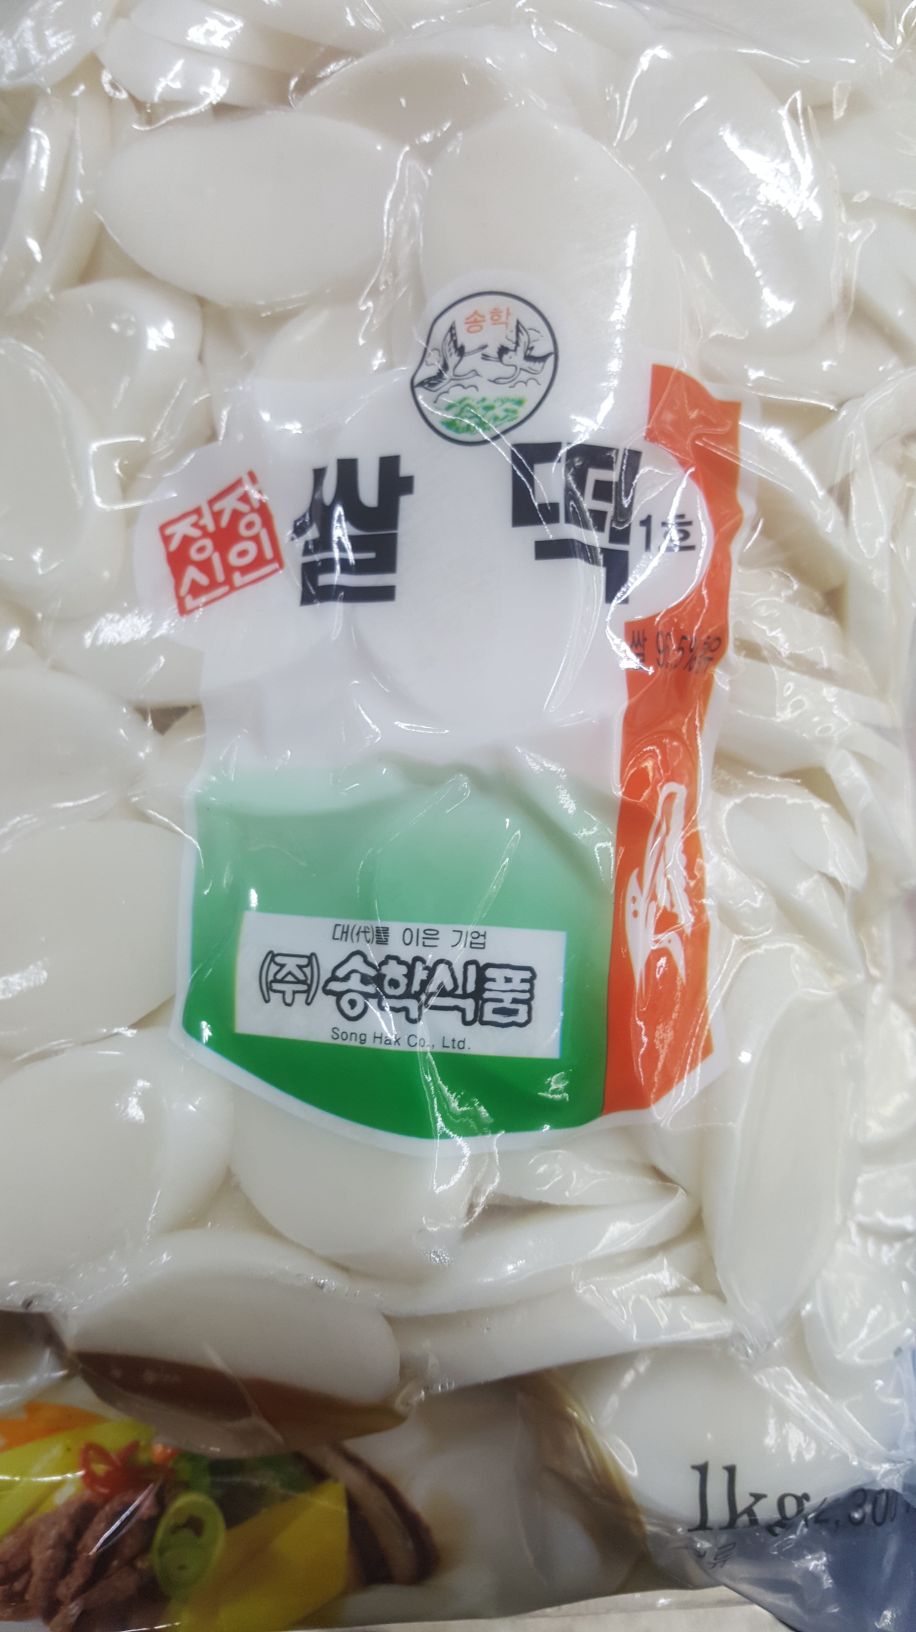 송학
정장
신인
쌀 떡 1호
쌀
대(代)를 이은 기업
(주)송학식품
Song Hak Co., Ltd.
1kg